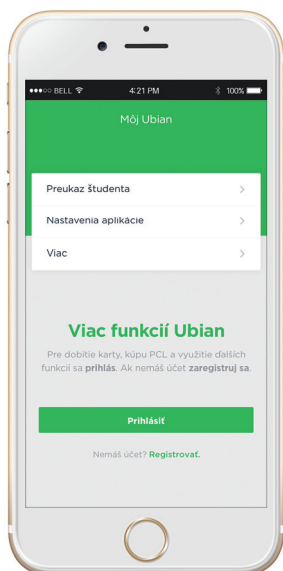 ●●●○○ BELL 4:21 PM 100%
Môj Ubian
Preukaz študenta
Nastavenia aplikácie
Viac
Viac funkcií Ubian
Pre dobitie karty, kúpu PCL a využitie ďalších
funkcií sa prihlás. Ak nemáš účet zaregistruj sa.
Prihlásiť
Nemáš účet? Registrovať.